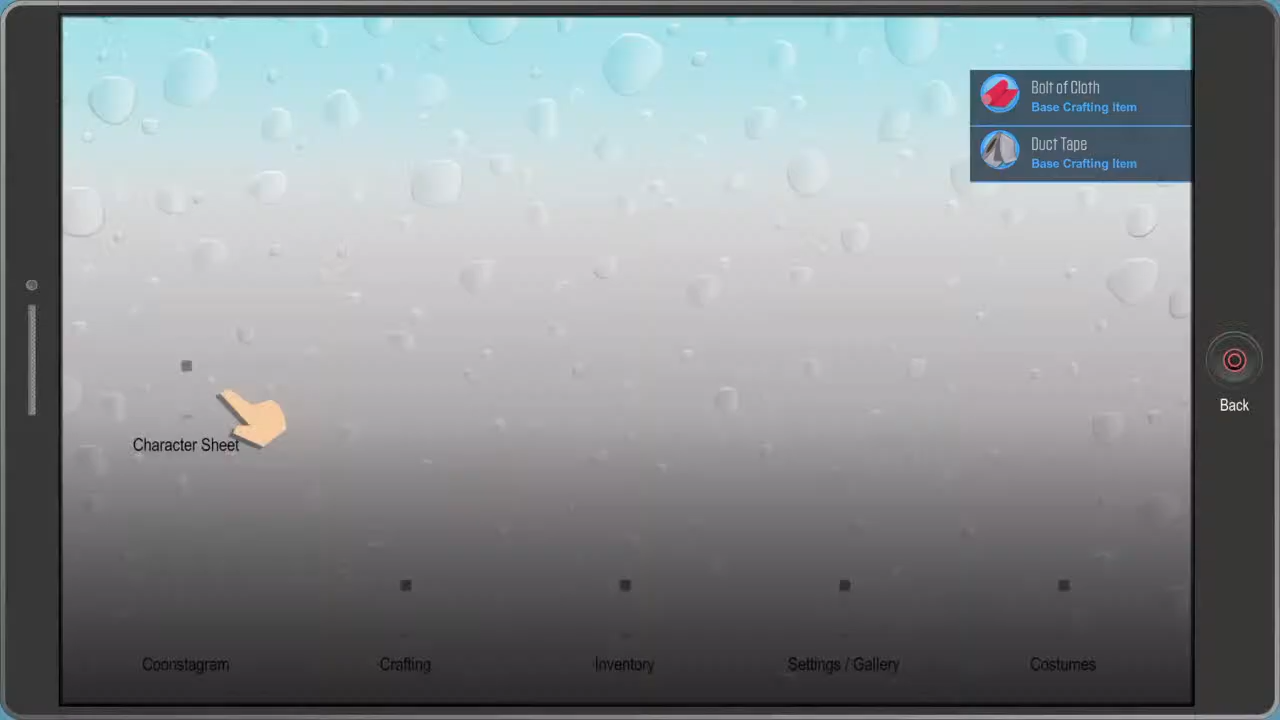 Bolt of Cloth
Base Crafting Item
Duct Tape
Base Crafting Item
Back
Character Sheet
Coonstagram
Crafting
Inventory
Settings / Gallery
Costumes